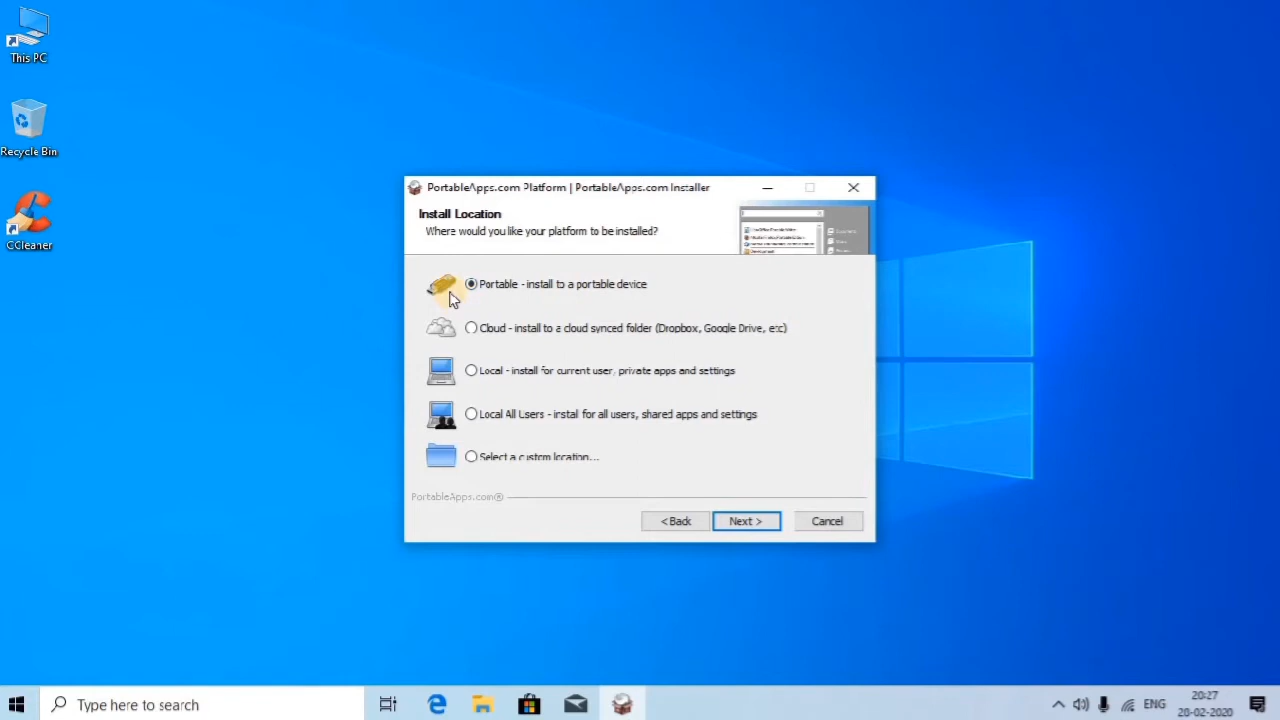 This PC
Recycle Bin
CCleaner
PortableApps.com Platform | PortableApps.com Installer
Install Location
Where would you like your platform to be installed?
Portable - install to a portable device
Cloud - install to a cloud synced folder (Dropbox, Google Drive, etc)
Local - install for current user, private apps and settings
Local All Users - install for all users, shared apps and settings
Select a custom location...
PortableApps.com®
< Back
Next >
Cancel
Type here to search
ENG
20:27
28-02-2020